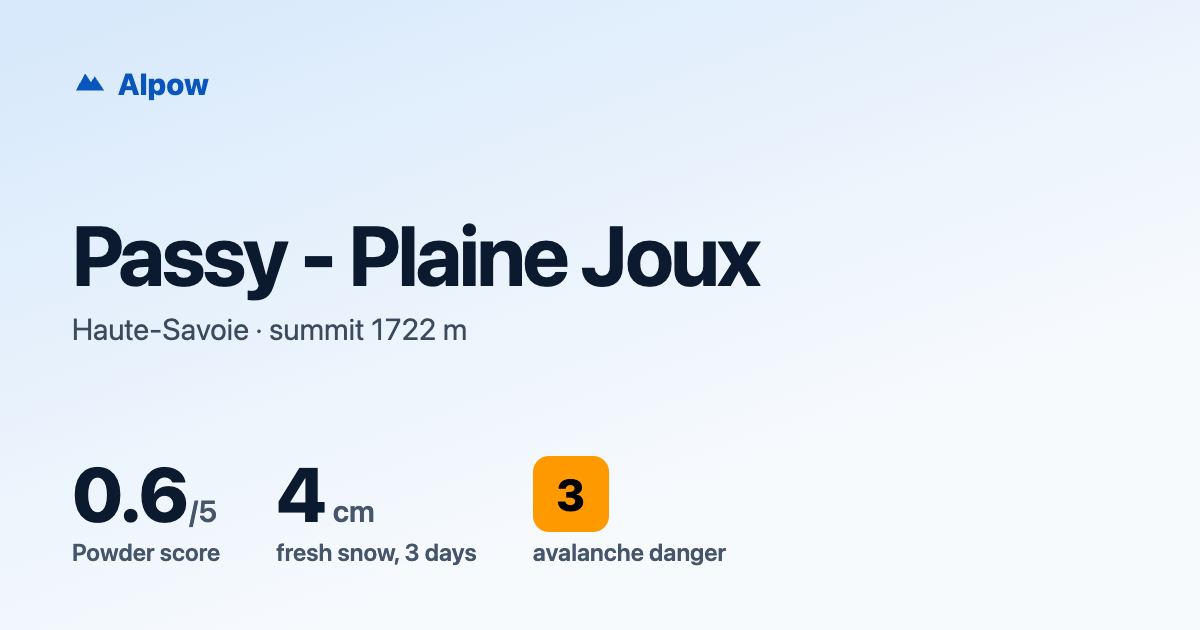 Alpow
Passy - Plaine Joux
Haute-Savoie · summit 1722 m
0.6/5
Powder score
4 cm
fresh snow, 3 days
3
avalanche danger